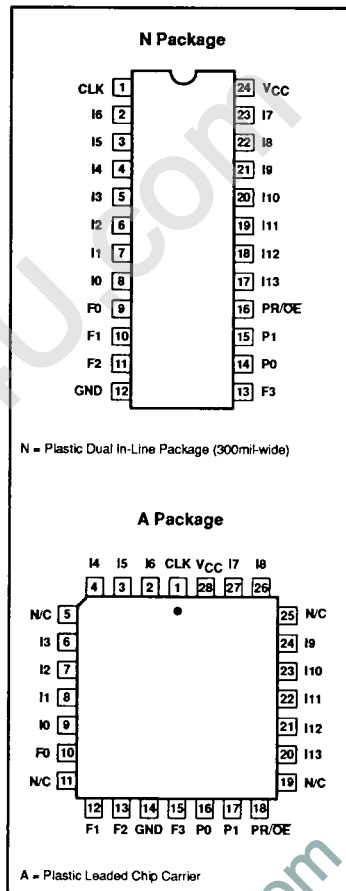 N Package
CLK 1 24 VCC
I6 2 23 I7
I5 3 22 I8
I4 4 21 I9
I3 5 20 I10
I2 6 19 I11
I1 7 18 I12
I0 8 17 I13
F0 9 16 PR/OE
F1 10 15 P1
F2 11 14 P0
GND 12 13 F3
N = Plastic Dual In-Line Package (300mil-wide)
A Package
I4 I5 I6 CLK VCC I7 I8
4 3 2 1 28 27 26
N/C 5 25 N/C
I3 6 24 I9
I2 7 23 I10
I1 8 22 I11
I0 9 21 I12
F0 10 20 I13
N/C 11 19 N/C
12 13 14 15 16 17 18
F1 F2 GND F3 P0 P1 PR/OE
A = Plastic Leaded Chip Carrier
U.com
om